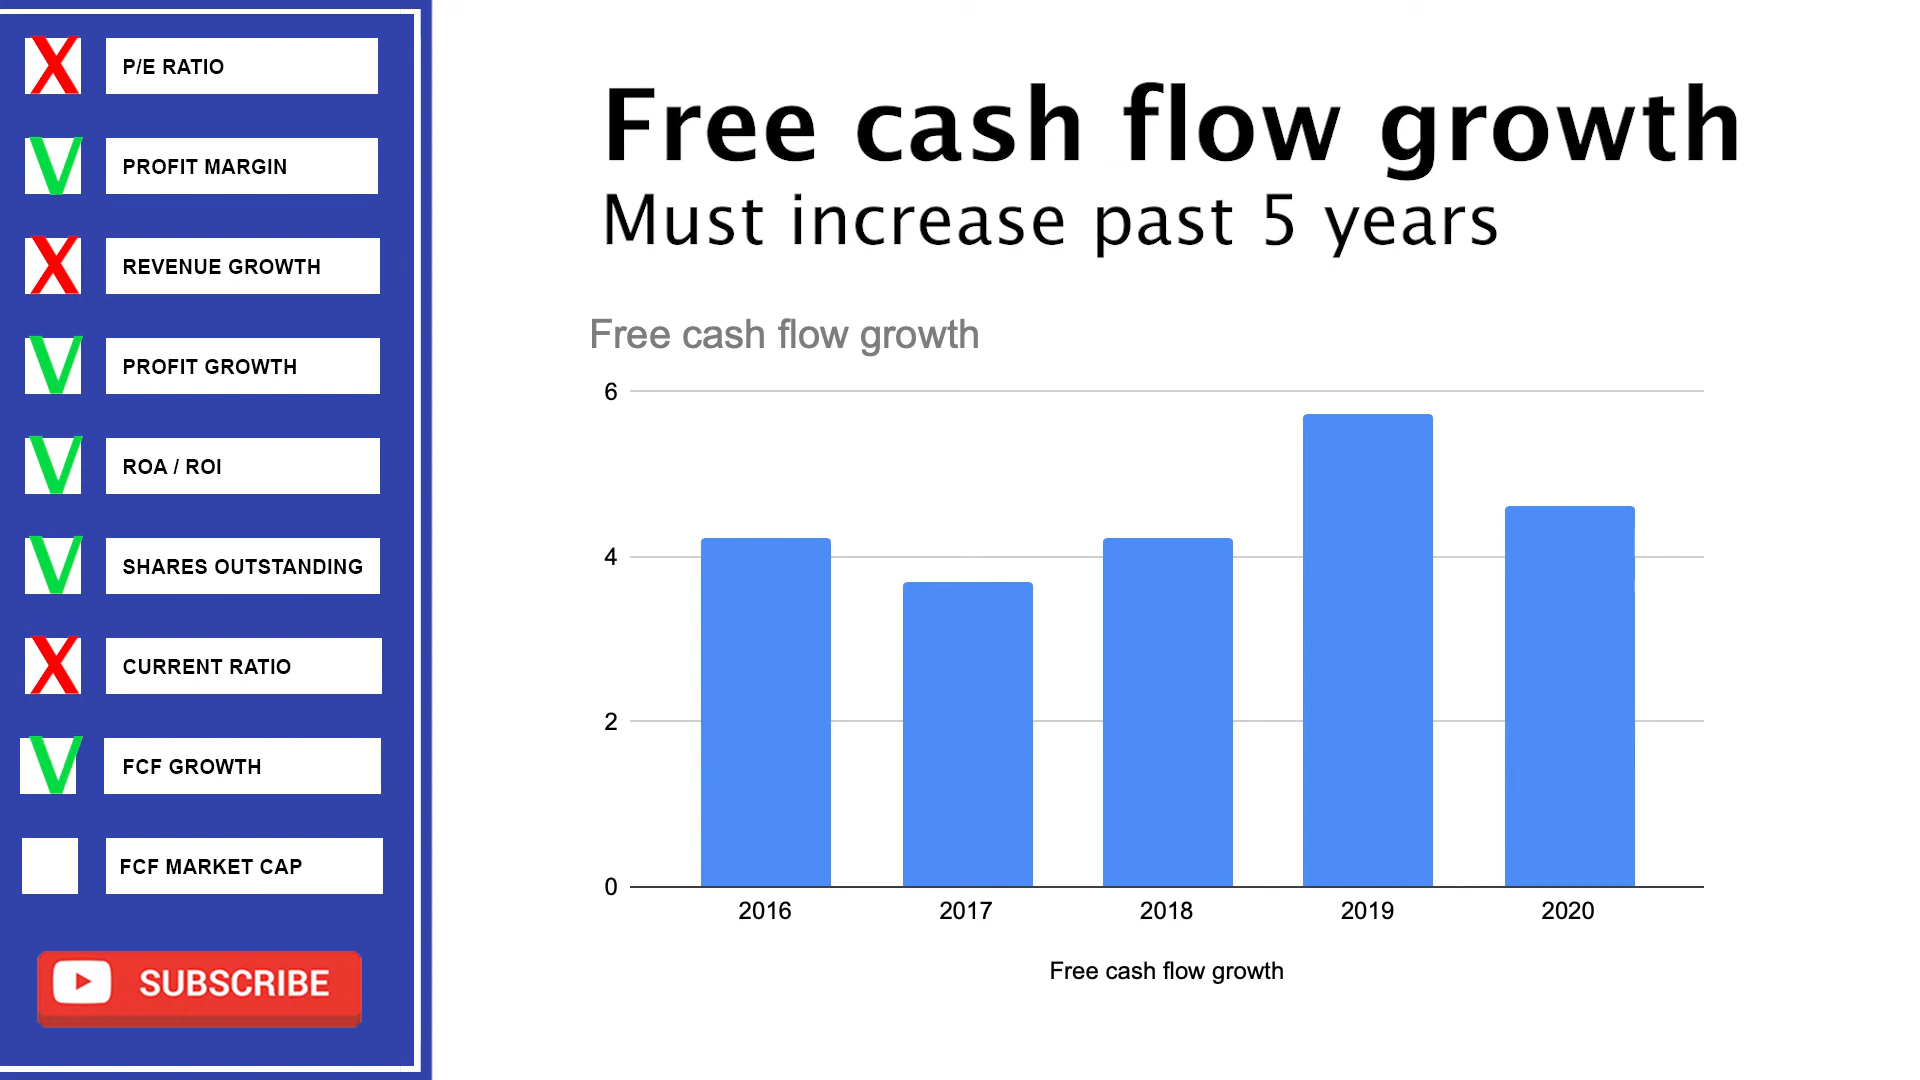 X P/E RATIO
V PROFIT MARGIN
X REVENUE GROWTH
V PROFIT GROWTH
V ROA / ROI
V SHARES OUTSTANDING
X CURRENT RATIO
V FCF GROWTH
FCF MARKET CAP
SUBSCRIBE
Free cash flow growth
Must increase past 5 years
Free cash flow growth
6
4
2
0
2016 2017 2018 2019 2020
Free cash flow growth